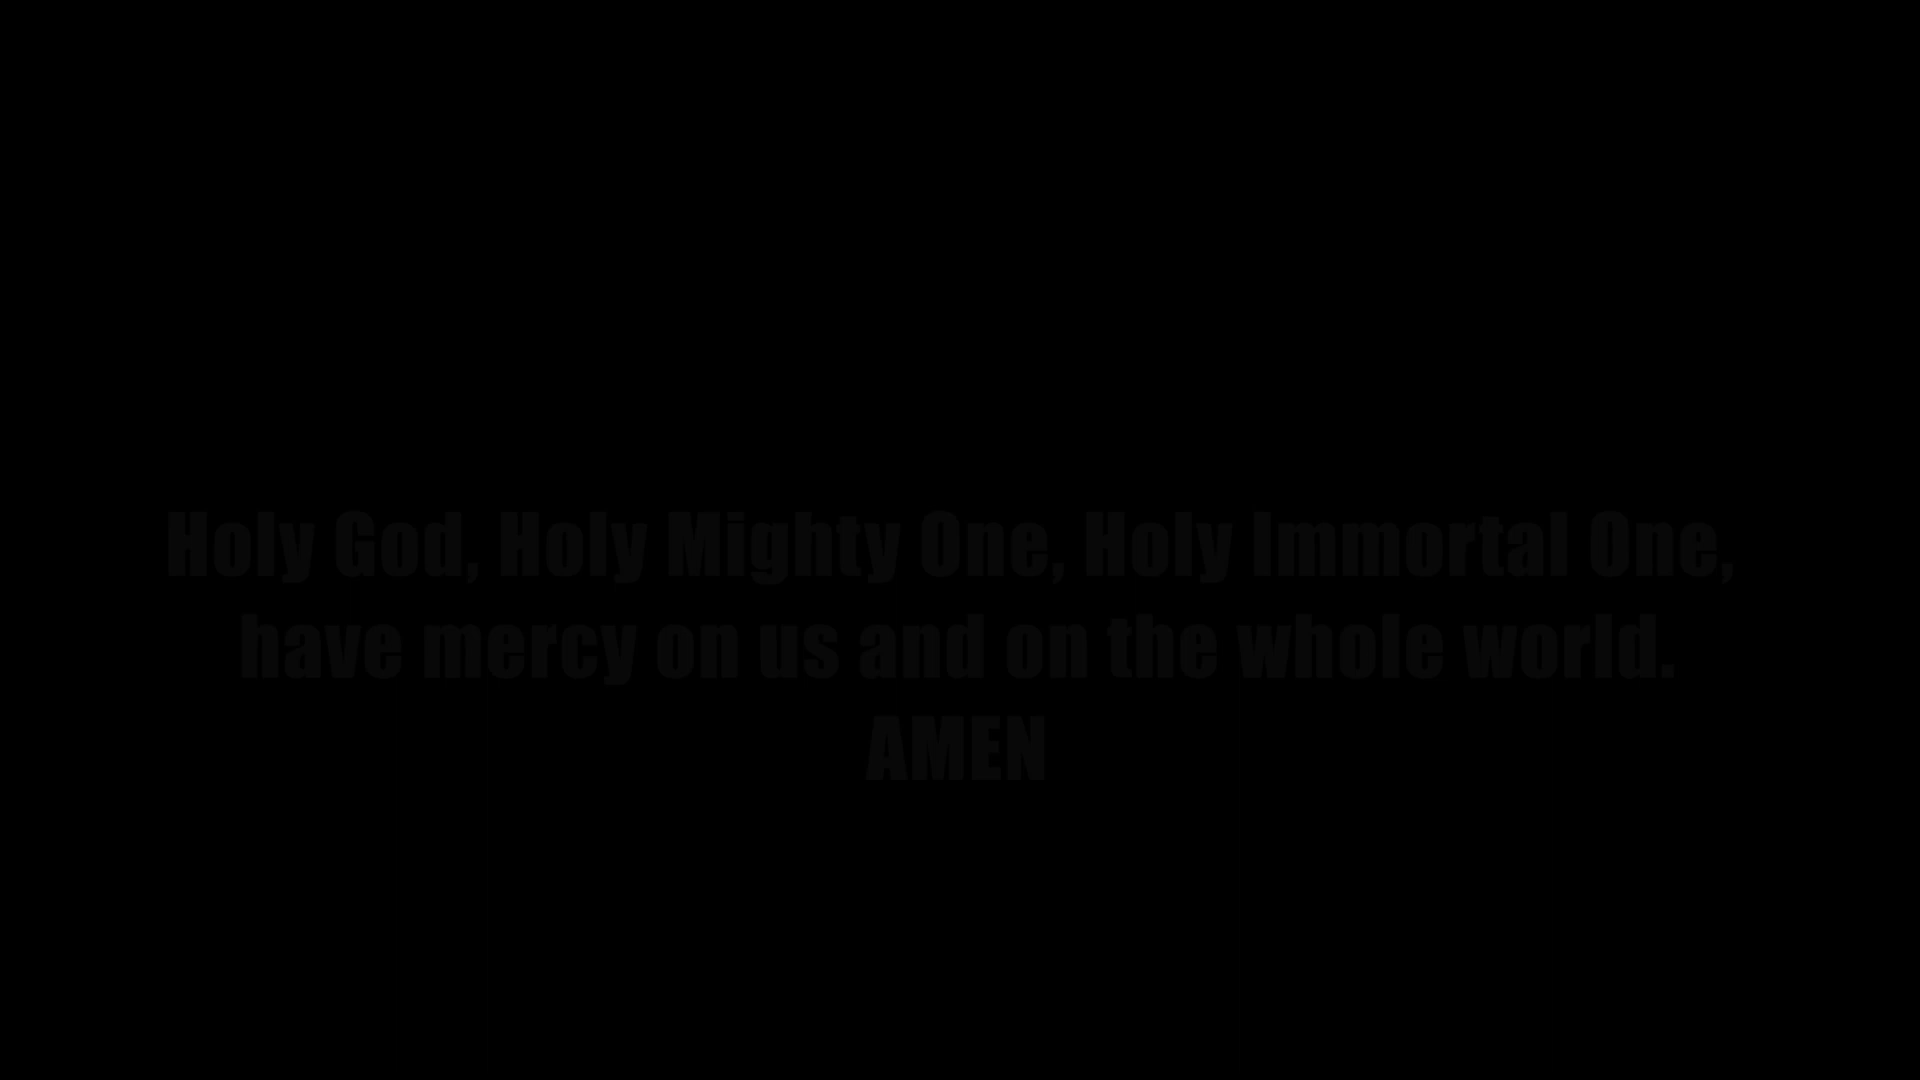 Holy God, Holy Mighty One, Holy Immortal One,
have mercy on us and on the whole world.
AMEN